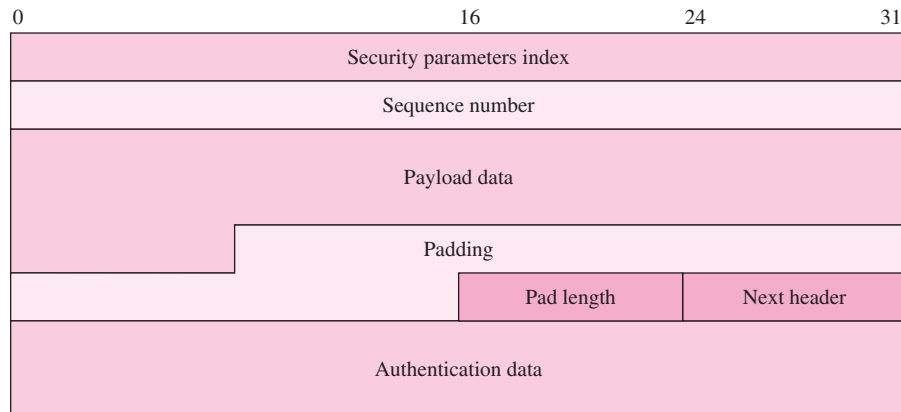 0 16 24 31
Security parameters index
Sequence number
Payload data
Padding
Pad length Next header
Authentication data